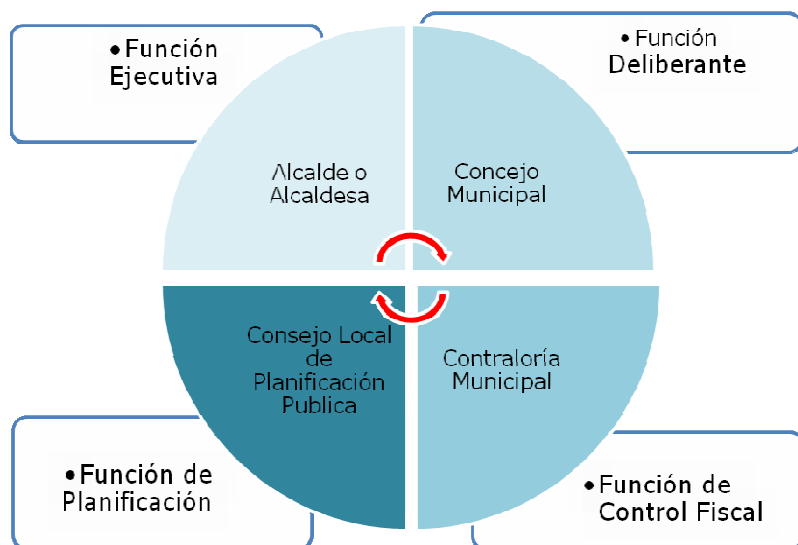 •Función
Ejecutiva
• Función
Deliberante
Alcalde o
Alcaldesa
Concejo
Municipal
Consejo Local
de
Planificación
Publica
Contraloría
Municipal
•Función de
Planificación
•Función de
Control Fiscal